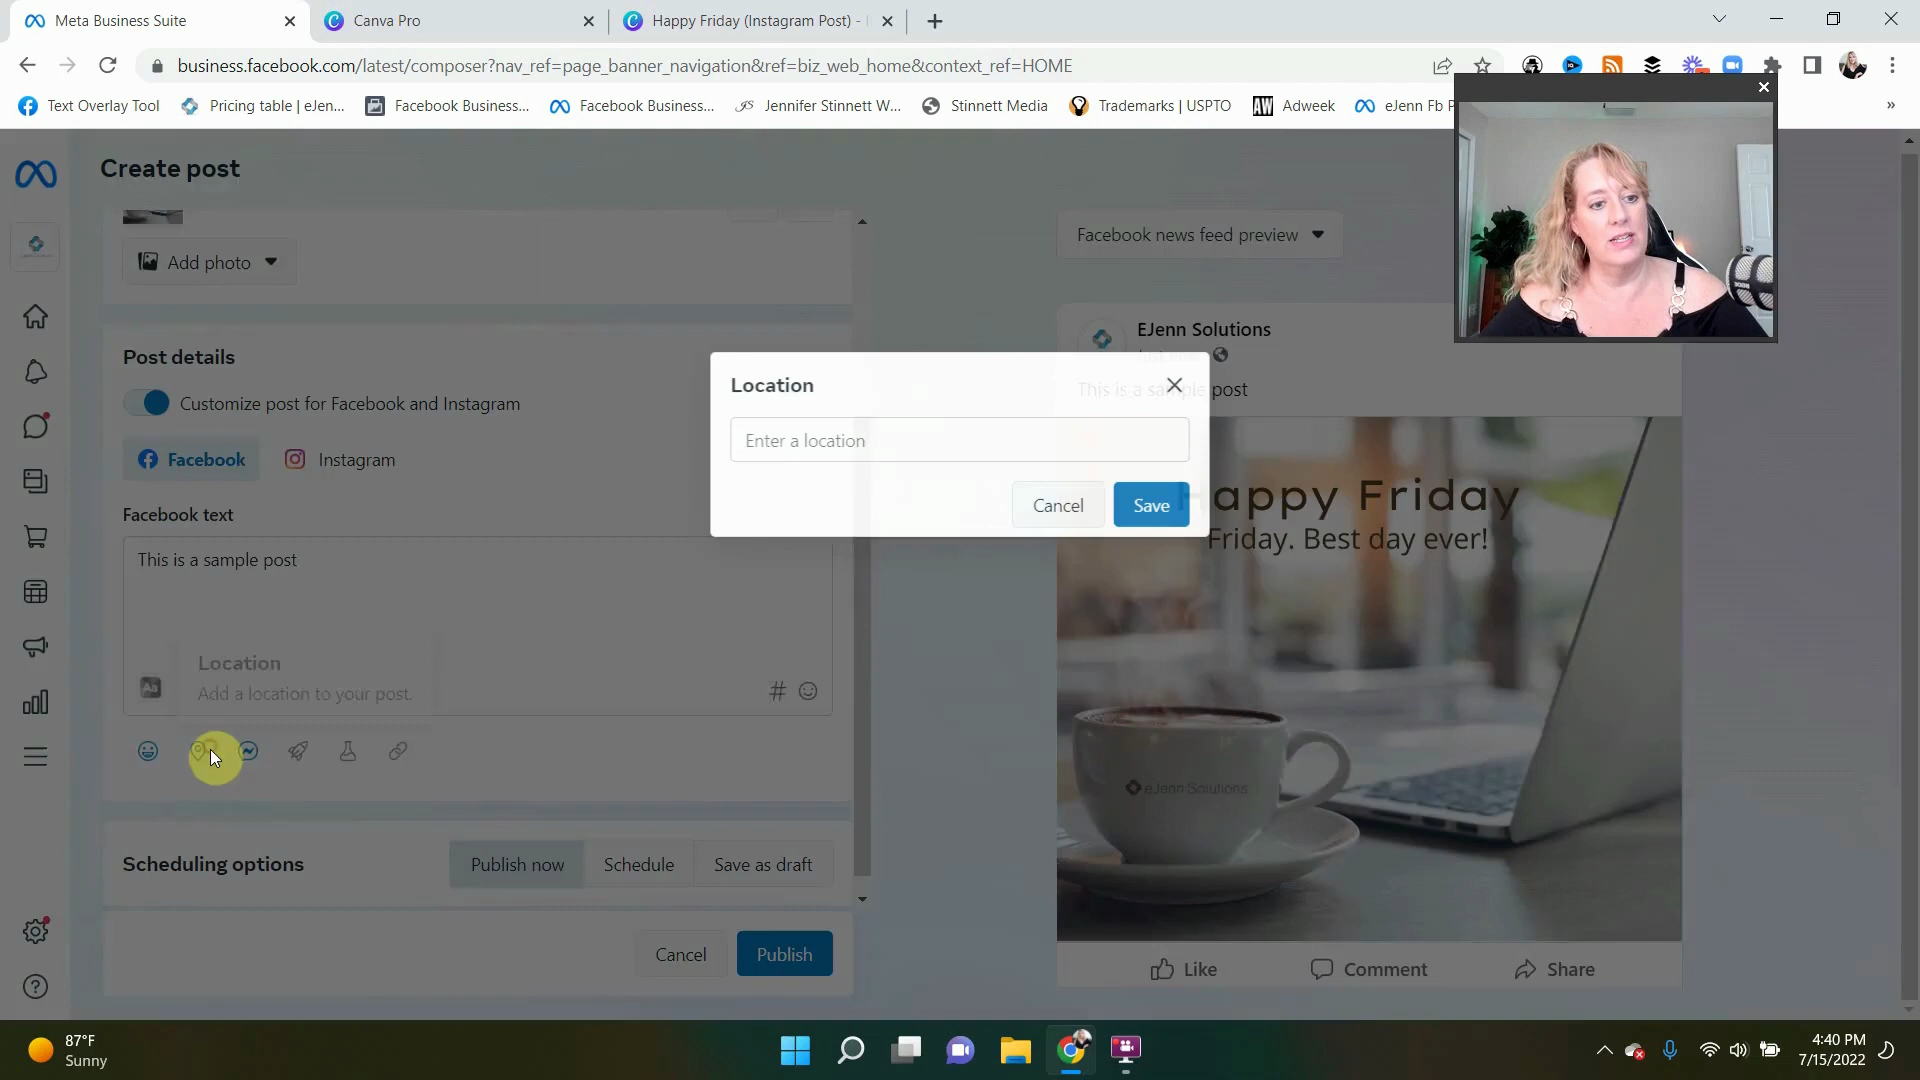 Meta Business Suite
Canva Pro
Happy Friday (Instagram Post) -
business.facebook.com/latest/composer?nav_ref=page_banner_navigation&ref=biz_web_home&context_ref=HOME
Text Overlay Tool
Pricing table | eJen...
Facebook Business...
Facebook Business...
Jennifer Stinnett W...
Stinnett Media
Trademarks | USPTO
AW Adweek
eJenn Fb P
»
Create post
Add photo
Facebook news feed preview
Post details
Customize post for Facebook and Instagram
Facebook
Instagram
Facebook text
This is a sample post
Location
Add a location to your post.
#
Scheduling options
Publish now
Schedule
Save as draft
Cancel
Publish
Location
Enter a location
Cancel
Save
EJenn Solutions
This is a sample post
Happy Friday
Friday. Best day ever!
eJenn Solutions
Like
Comment
Share
87°F
Sunny
4:40 PM
7/15/2022